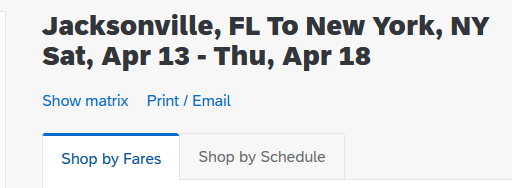 Jacksonville, FL To New York, NY
Sat, Apr 13 - Thu, Apr 18
Show matrix Print / Email
Shop by Fares Shop by Schedule